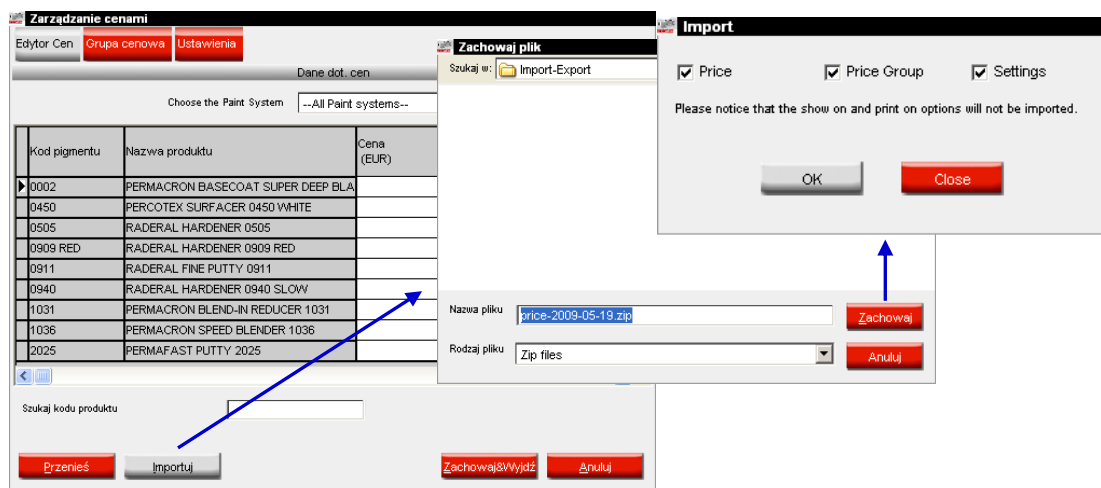 Zarządzanie cenami
Edytor Cen Grupa cenowa Ustawienia
Dane dot. cen
Choose the Paint System --All Paint systems--
Kod pigmentu Nazwa produktu Cena (EUR)
0002 PERMACRON BASECOAT SUPER DEEP BLA
0450 PERCOTEX SURFACER 0450 WHITE
0505 RADERAL HARDENER 0505
0909 RED RADERAL HARDENER 0909 RED
0911 RADERAL FINE PUTTY 0911
0940 RADERAL HARDENER 0940 SLOW
1031 PERMACRON BLEND-IN REDUCER 1031
1036 PERMACRON SPEED BLENDER 1036
2025 PERMAFAST PUTTY 2025
Szukaj kodu produktu
Przenieś Importuj Zachowaj&Wyjdź Anuluj
Zachowaj plik
Szukaj w: Import-Export
Nazwa pliku price-2009-05-19.zip Zachowaj
Rodzaj pliku Zip files Anuluj
Import
Price Price Group Settings
Please notice that the show on and print on options will not be imported.
OK Close